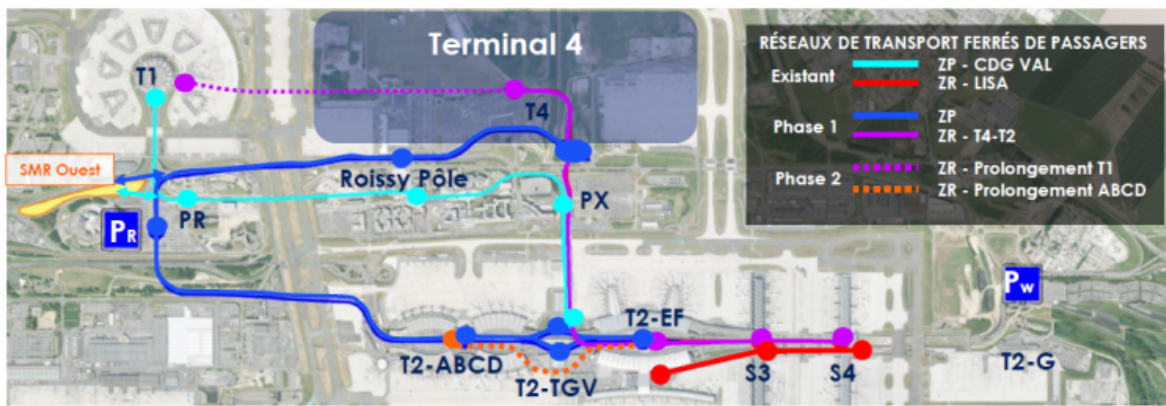 Terminal 4
RÉSEAUX DE TRANSPORT FERRÉS DE PASSAGERS
Existant
ZP - CDG VAL
ZR - LISA
Phase 1
ZP
ZR - T4-T2
Phase 2
ZR - Prolongement T1
ZR - Prolongement ABCD
T1
T4
SMR Ouest
Roissy Pôle
PR
PX
PR
PW
T2-EF
T2-ABCD
T2-TGV
S3
S4
T2-G